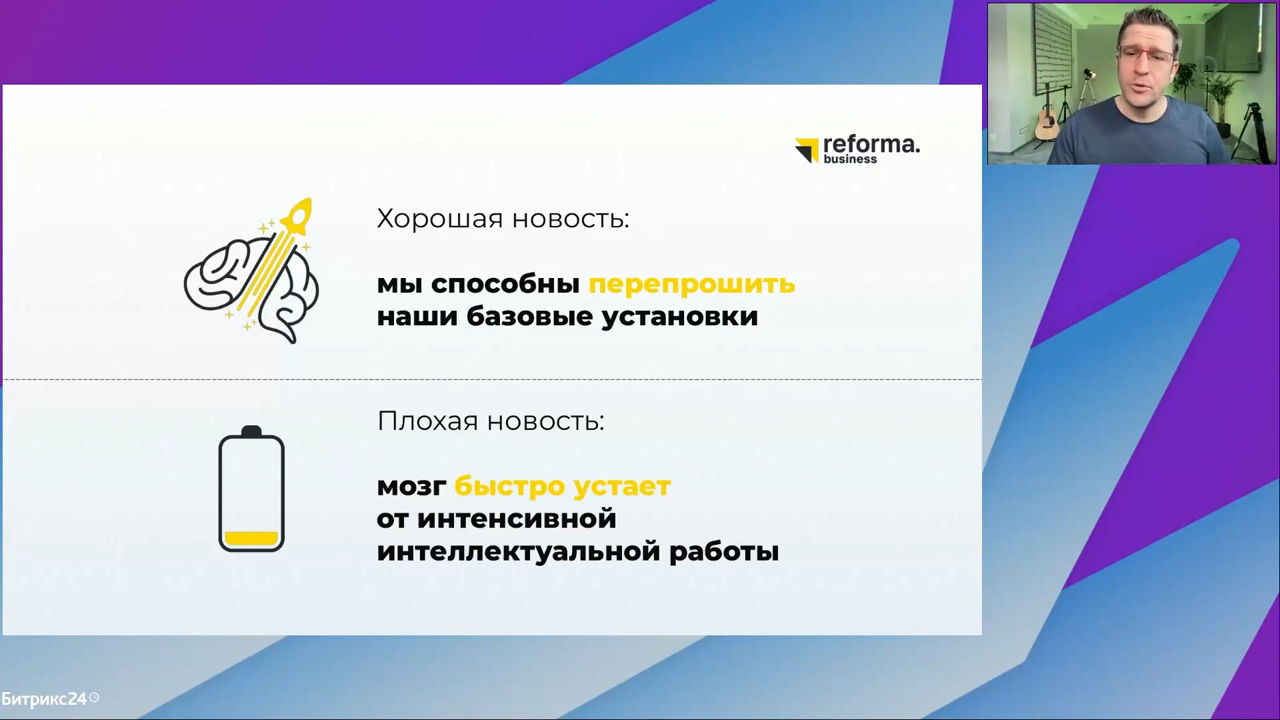 reforma.
business
Хорошая новость:
мы способны перепрошить
наши базовые установки
Плохая новость:
мозг быстро устает
от интенсивной
интеллектуальной работы
Битрикс24